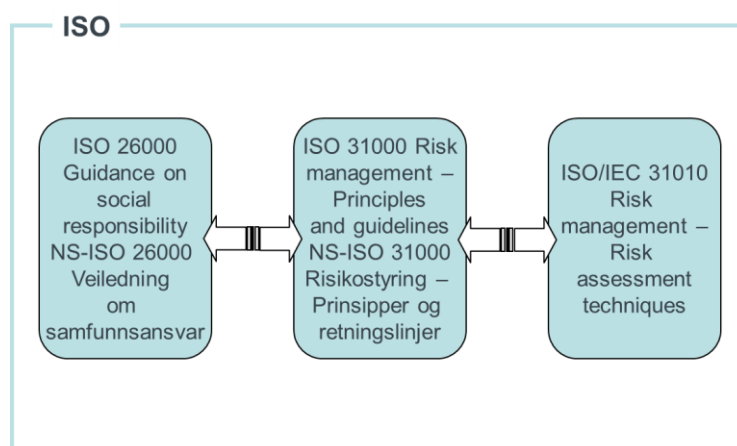 ISO
ISO 26000
Guidance on
social
responsibility
NS-ISO 26000
Veiledning
om
samfunnsansvar
ISO 31000 Risk
management –
Principles
and guidelines
NS-ISO 31000
Risikostyring –
Prinsipper og
retningslinjer
ISO/IEC 31010
Risk
management –
Risk
assessment
techniques